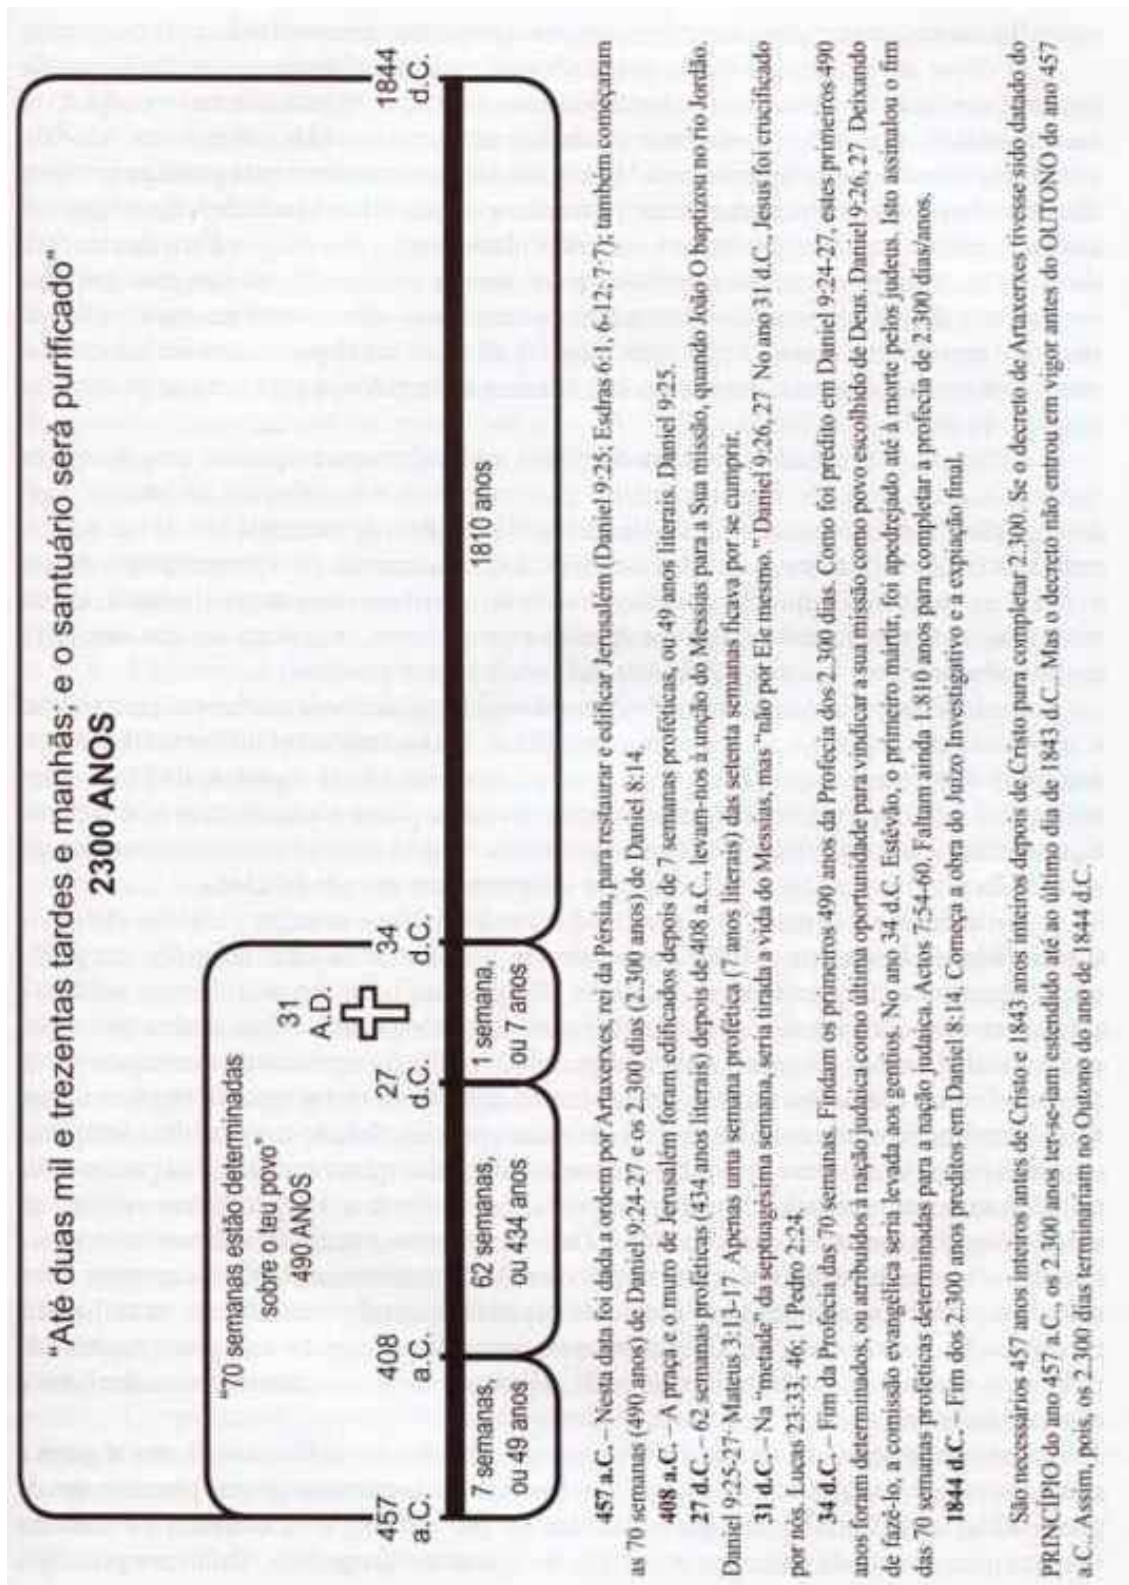 “Ate duas mil e trezentas tardes e manhãs e o santuário será purificado”
2300 ANOS
“70 semanas estão determinadas
sobre o teu povo”
490 ANOS
457
a.C.
408
a.C.
27
d.C.
31
A.D.
34
d.C.
1844
d.C.
7 semanas,
ou 49 anos
62 semanas,
ou 434 anos
1 semana,
ou 7 anos
1810 anos
457 a.C. – Nesta data foi dada a ordem por Artaxerxes, rei da Pérsia, para restaurar e edificar Jerusalém (Daniel 9:25; Esdras 6:1, 6-12; 7:7); também começaram
as 70 semanas (490 anos) de Daniel 9:24-27 e os 2.300 dias (2.300 anos) de Daniel 8:14.
408 a.C. – A praça e o muro de Jerusalém foram edificados depois de 7 semanas proféticas, ou 49 anos literais. Daniel 9:25.
27 d.C. – 62 semanas proféticas (434 anos literais) depois de 408 a.C., levam-nos à unção do Messias para a Sua missão, quando João O baptizou no rio Jordão.
Daniel 9:25-27 Mateus 3:13-17 Apenas uma semana profética (7 anos literais) das setenta semanas ficava por se cumprir.
31 d.C. – Na “metade” da septuagésima semana, seria tirada a vida do Messias, mas “não por Ele mesmo.” Daniel 9:26, 27 No ano 31 d.C., Jesus foi crucificado
por nós. Lucas 23:33, 46; 1 Pedro 2:24.
34 d.C. – Fim da Profecia das 70 semanas. Findam os primeiros 490 anos da Profecia dos 2.300 dias. Como foi predito em Daniel 9:24-27, estes primeiros 490
anos foram determinados, ou atribuídos à nação judaica como última oportunidade para vindicar a sua missão como povo escolhido de Deus. Daniel 9:26, 27 Deixando
de fazê-lo, a comissão evangélica seria levada aos gentios. No ano 34 d.C. Estêvão, o primeiro mártir, foi apedrejado até à morte pelos judeus. Isto assinalou o fim
das 70 semanas proféticas determinadas para a nação judaica. Actos 7:54-60. Faltam ainda 1.810 anos para completar a profecia de 2.300 dias/anos.
1844 d.C. – Fim dos 2.300 anos preditos em Daniel 8:14. Começa a obra do Juízo Investigativo e a expiação final.
São necessários 457 anos inteiros antes de Cristo e 1843 anos inteiros depois de Cristo para completar 2.300. Se o decreto de Artaxerxes tivesse sido datado do
PRINCÍPIO do ano 457 a.C., os 2.300 anos ter-se-iam estendido até ao último dia de 1843 d.C. Mas o decreto não entrou em vigor antes do OUTONO do ano 457
a.C. Assim, pois, os 2.300 dias terminariam no Outono do ano de 1844 d.C.